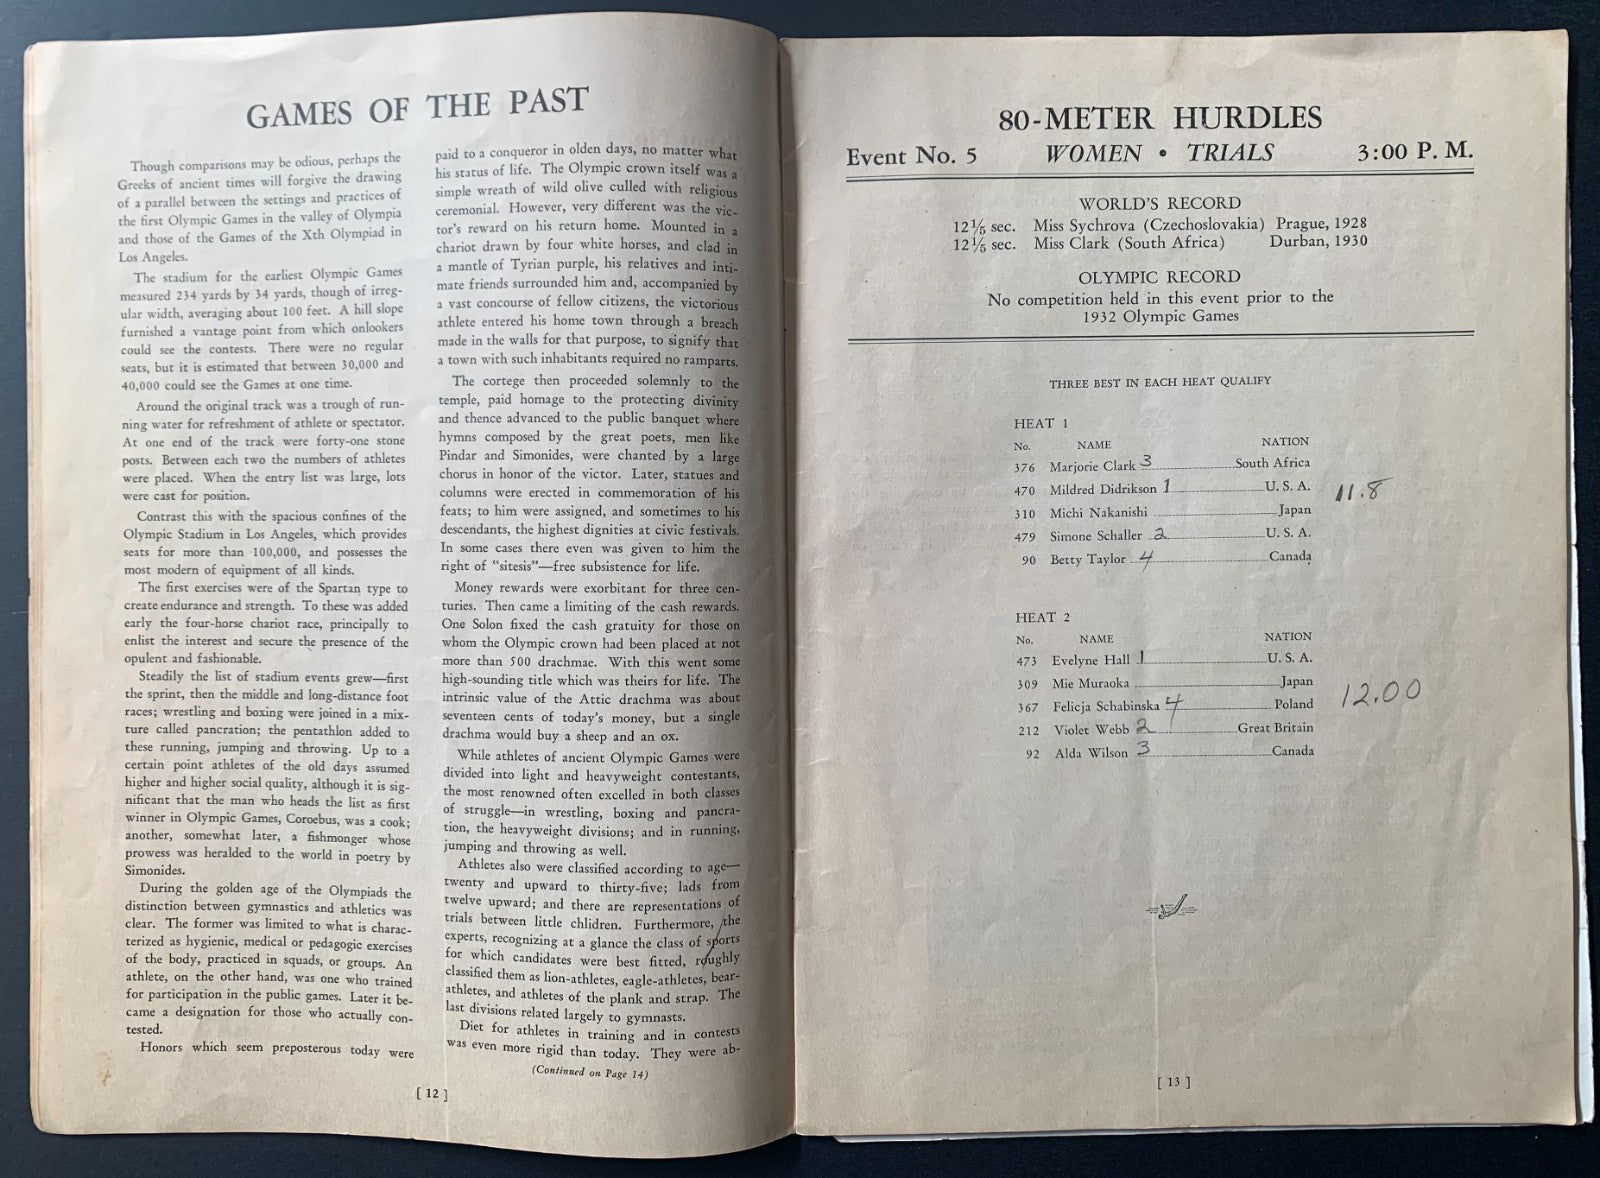 GAMES OF THE PAST
Though comparisons may be odious, perhaps the
Greeks of ancient times will forgive the drawing
of a parallel between the settings and practices of
the first Olympic Games in the valley of Olympia
and those of the Games of the Xth Olympiad in
Los Angeles.
The stadium for the earliest Olympic Games
measured 234 yards by 34 yards, though of irreg-
ular width, averaging about 100 feet. A hill slope
furnished a vantage point from which onlookers
could see the contests. There were no regular
seats, but it is estimated that between 30,000 and
40,000 could see the Games at one time.
Around the original track was a trough of run-
ning water for refreshment of athlete or spectator.
At one end of the track were forty-one stone
posts. Between each two the numbers of athletes
were placed. When the entry list was large, lots
were cast for position.
Contrast this with the spacious confines of the
Olympic Stadium in Los Angeles, which provides
seats for more than 100,000, and possesses the
most modern of equipment of all kinds.
The first exercises were of the Spartan type to
create endurance and strength. To these was added
early the four-horse chariot race, principally to
enlist the interest and secure the presence of the
opulent and fashionable.
Steadily the list of stadium events grew—first
the sprint, then the middle and long-distance foot
races; wrestling and boxing were joined in a mix-
ture called pancration; the pentathlon added to
these running, jumping and throwing. Up to a
certain point athletes of the old days assumed
higher and higher social quality, although it is sig-
nificant that the man who heads the list as first
winner in Olympic Games, Coroebus, was a cook;
another, somewhat later, a fishmonger whose
prowess was heralded to the world in poetry by
Simonides.
During the golden age of the Olympiads the
distinction between gymnastics and athletics was
clear. The former was limited to what is charac-
terized as hygienic, medical or pedagogic exercises
of the body, practiced in squads, or groups. An
athlete, on the other hand, was one who trained
for participation in the public games. Later it be-
came a designation for those who actually con-
tested.
Honors which seem preposterous today were
paid to a conqueror in olden days, no matter what
his status of life. The Olympic crown itself was a
simple wreath of wild olive culled with religious
ceremonial. However, very different was the vic-
tor's reward on his return home. Mounted in a
chariot drawn by four white horses, and clad in
a mantle of Tyrian purple, his relatives and inti-
mate friends surrounded him and, accompanied by
a vast concourse of fellow citizens, the victorious
athlete entered his home town through a breach
made in the walls for that purpose, to signify that
a town with such inhabitants required no ramparts.
The cortege then proceeded solemnly to the
temple, paid homage to the protecting divinity
and thence advanced to the public banquet where
hymns composed by the great poets, men like
Pindar and Simonides, were chanted by a large
chorus in honor of the victor. Later, statues and
columns were erected in commemoration of his
feats; to him were assigned, and sometimes to his
descendants, the highest dignities at civic festivals.
In some cases there even was given to him the
right of "sitesis"—free subsistence for life.
Money rewards were exorbitant for three cen-
turies. Then came a limiting of the cash rewards.
One Solon fixed the cash gratuity for those on
whom the Olympic crown had been placed at not
more than 500 drachmae. With this went some
high-sounding title which was theirs for life. The
intrinsic value of the Attic drachma was about
seventeen cents of today's money, but a single
drachma would buy a sheep and an ox.
While athletes of ancient Olympic Games were
divided into light and heavyweight contestants,
the most renowned often excelled in both classes
of struggle—in wrestling, boxing and pancra-
tion, the heavyweight divisions; and in running,
jumping and throwing as well.
Athletes also were classified according to age—
twenty and upward to thirty-five; lads from
twelve upward; and there are representations of
trials between little chlidren. Furthermore, the
experts, recognizing at a glance the class of sports
for which candidates were best fitted, roughly
classified them as lion-athletes, eagle-athletes, bear-
athletes, and athletes of the plank and strap. The
last divisions related largely to gymnasts.
Diet for athletes in training and in contests
was even more rigid than today. They were ab-
(Continued on Page 14)
[ 12 ]
80-METER HURDLES
Event No. 5 WOMEN • TRIALS 3:00 P. M.
WORLD'S RECORD
12 1/5 sec. Miss Sychrova (Czechoslovakia) Prague, 1928
12 1/5 sec. Miss Clark (South Africa) Durban, 1930
OLYMPIC RECORD
No competition held in this event prior to the
1932 Olympic Games
THREE BEST IN EACH HEAT QUALIFY
HEAT 1
No. NAME NATION
376 Marjorie Clark 3 South Africa
470 Mildred Didrikson 1 U. S. A. 11.8
310 Michi Nakanishi Japan
479 Simone Schaller 2 U. S. A.
90 Betty Taylor 4 Canada
HEAT 2
No. NAME NATION
473 Evelyne Hall 1 U. S. A.
309 Mie Muraoka Japan
367 Felicja Schabinska 4 Poland 12.00
212 Violet Webb 2 Great Britain
92 Alda Wilson 3 Canada
[ 13 ]